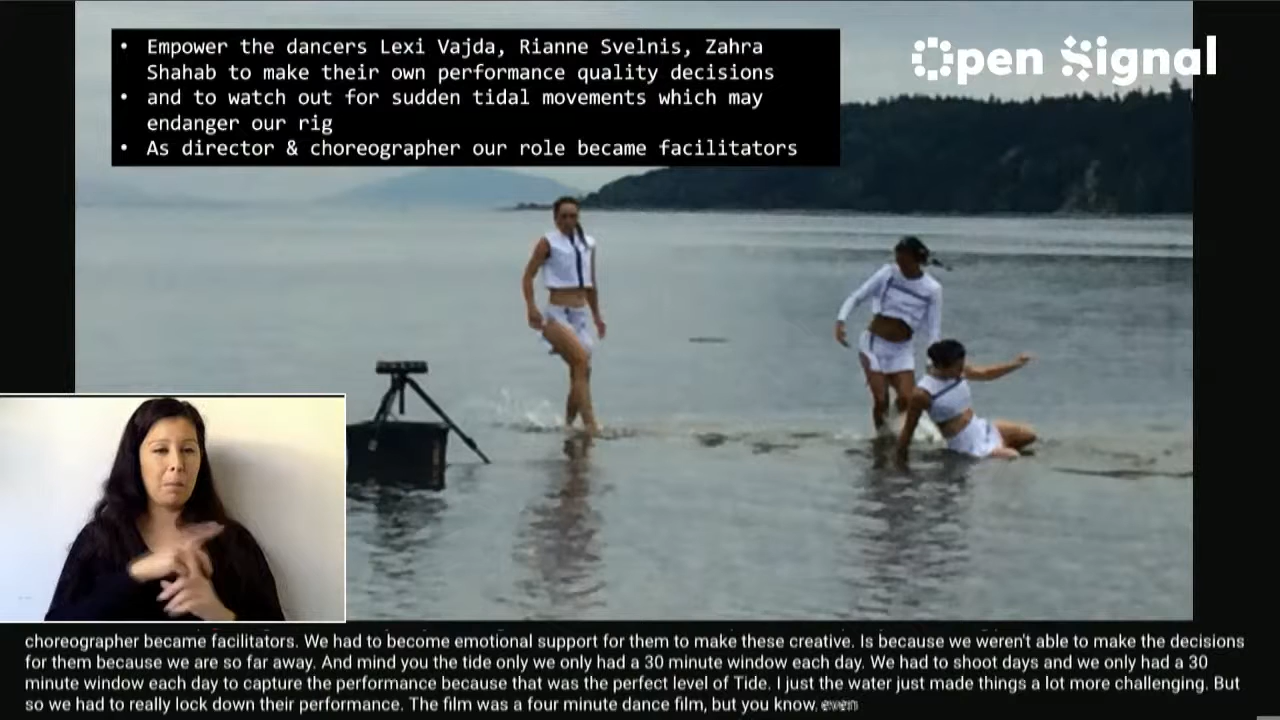 • Empower the dancers Lexi Vajda, Rianne Svelnis, Zahra
Shahab to make their own performance quality decisions
• and to watch out for sudden tidal movements which may
endanger our rig
• As director & choreographer our role became facilitators
Open Signal
choreographer became facilitators. We had to become emotional support for them to make these creative. Is because we weren't able to make the decisions
for them because we are so far away. And mind you the tide only we only had a 30 minute window each day. We had to shoot days and we only had a 30
minute window each day to capture the performance because that was the perfect level of Tide. I just the water just made things a lot more challenging. But
so we had to really lock down their performance. The film was a four minute dance film, but you know, even